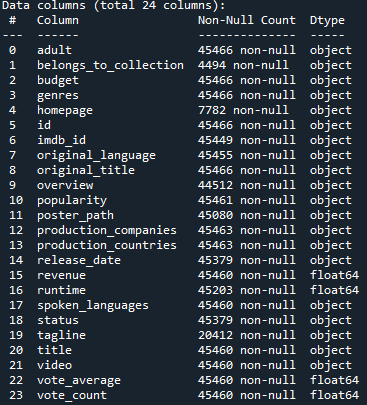 Data columns (total 24 columns):
 #   Column                 Non-Null Count  Dtype
---  ------                 --------------  -----
 0   adult                  45466 non-null  object
 1   belongs_to_collection  4494 non-null   object
 2   budget                 45466 non-null  object
 3   genres                 45466 non-null  object
 4   homepage               7782 non-null   object
 5   id                     45466 non-null  object
 6   imdb_id                45449 non-null  object
 7   original_language      45455 non-null  object
 8   original_title         45466 non-null  object
 9   overview               44512 non-null  object
 10  popularity             45461 non-null  object
 11  poster_path            45080 non-null  object
 12  production_companies   45463 non-null  object
 13  production_countries   45463 non-null  object
 14  release_date           45379 non-null  object
 15  revenue                45460 non-null  float64
 16  runtime                45203 non-null  float64
 17  spoken_languages       45460 non-null  object
 18  status                 45379 non-null  object
 19  tagline                20412 non-null  object
 20  title                  45460 non-null  object
 21  video                  45460 non-null  object
 22  vote_average           45460 non-null  float64
 23  vote_count             45460 non-null  float64